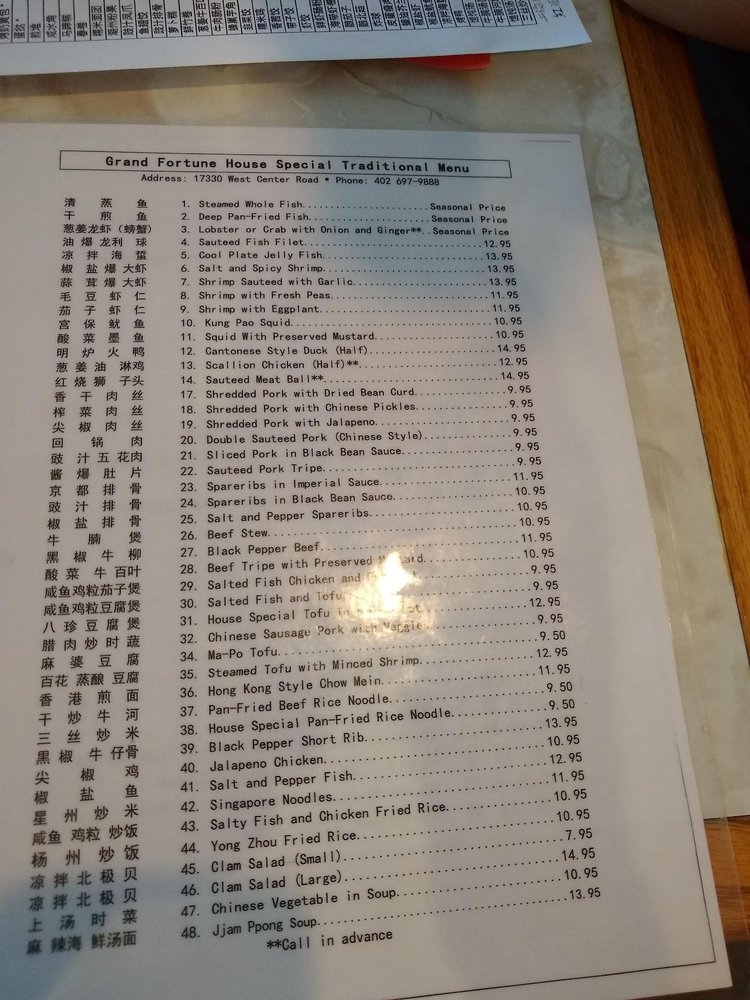 Grand Fortune House Special Traditional Menu
Address: 17330 West Center Road * Phone: 402 697-9888
清 蒸 鱼 1. Steamed Whole Fish........................Seasonal Price
干 煎 鱼 2. Deep Pan-Fried Fish.......................Seasonal Price
葱姜龙虾（螃蟹） 3. Lobster or Crab with Onion and Ginger**..Seasonal Price
油 爆 龙利 球 4. Sauteed Fish Filet................................12.95
凉 拌 海 蜇 5. Cool Plate Jelly Fish.............................13.95
椒 盐 爆 大虾 6. Salt and Spicy Shrimp.............................13.95
蒜 茸 爆 大虾 7. Shrimp Sauteed with Garlic........................13.95
毛 豆 虾 仁 8. Shrimp with Fresh Peas............................11.95
茄 子 虾 仁 9. Shrimp with Eggplant..............................11.95
宫 保 鱿 鱼 10. Kung Pao Squid...................................10.95
酸 菜 墨 鱼 11. Squid With Preserved Mustard.....................10.95
明 炉 火 鸭 12. Cantonese Style Duck (Half)......................14.95
葱 姜 油 淋鸡 13. Scallion Chicken (Half)**........................12.95
红 烧 狮 子头 14. Sauteed Meat Ball**..............................14.95
香 干 肉 丝 17. Shredded Pork with Dried Bean Curd................9.95
榨 菜 肉 丝 18. Shredded Pork with Chinese Pickles................9.95
尖 椒 肉 丝 19. Shredded Pork with Jalapeno.......................9.95
回 锅 肉 20. Double Sauteed Pork (Chinese Style)...............9.95
豉 汁 五 花肉 21. Sliced Pork in Black Bean Sauce...................9.95
酱 爆 肚 片 22. Sauteed Pork Tripe................................9.95
京 都 排 骨 23. Spareribs in Imperial Sauce......................11.95
豉 汁 排 骨 24. Spareribs in Black Bean Sauce....................10.95
椒 盐 排 骨 25. Salt and Pepper Spareribs........................10.95
牛 腩 煲 26. Beef Stew........................................10.95
黑 椒 牛 柳 27. Black Pepper Beef................................11.95
酸 菜 牛 百叶 28. Beef Tripe with Preserved Mustard................10.95
咸鱼鸡粒茄子煲 29. Salted Fish Chicken and ..........9.95
咸鱼鸡粒豆腐煲 30. Salted Fish and Tofu..........9.95
八 珍 豆 腐 煲 31. House Special Tofu in ..........12.95
腊 肉 炒 时 蔬 32. Chinese Sausage Pork with Veggies.................9.95
麻 婆 豆 腐 34. Ma-Po Tofu........................................9.50
百花 蒸酿 豆腐 35. Steamed Tofu with Minced Shrimp..................12.95
香 港 煎 面 36. Hong Kong Style Chow Mein........................11.95
干 炒 牛 河 37. Pan-Fried Beef Rice Noodle........................9.50
三 丝 炒 米 38. House Special Pan-Fried Rice Noodle...............9.50
黑 椒 牛 仔骨 39. Black Pepper Short Rib...........................13.95
尖 椒 鸡 40. Jalapeno Chicken.................................10.95
椒 盐 鱼 41. Salt and Pepper Fish.............................12.95
星 州 炒 米 42. Singapore Noodles................................11.95
咸鱼 鸡粒 炒饭 43. Salty Fish and Chicken Fried Rice................10.95
杨 州 炒 饭 44. Yong Zhou Fried Rice.............................10.95
凉 拌 北 极 贝 45. Clam Salad (Small)................................7.95
凉 拌 北 极 贝 46. Clam Salad (Large)...............................14.95
上 汤 时 菜 47. Chinese Vegetable in Soup........................10.95
麻 辣海 鲜汤面 48. Jjam Ppong Soup..................................13.95
**Call in advance